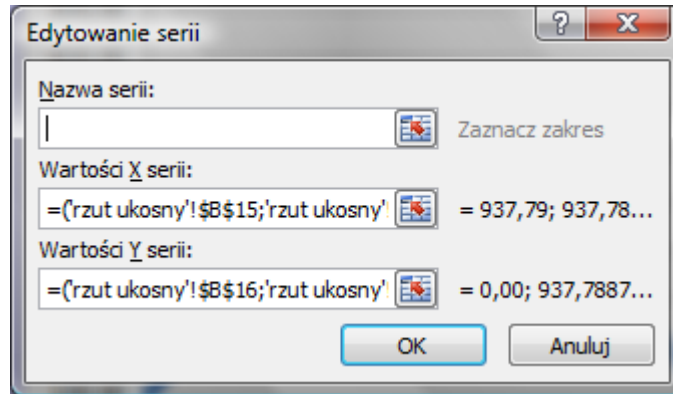 Edytowanie serii
Nazwa serii:
Zaznacz zakres
Wartości X serii:
=('rzut ukosny'!$B$15;'rzut ukosny'! = 937,79; 937,78...
Wartości Y serii:
=('rzut ukosny'!$B$16;'rzut ukosny'! = 0,00; 937,7887...
OK Anuluj